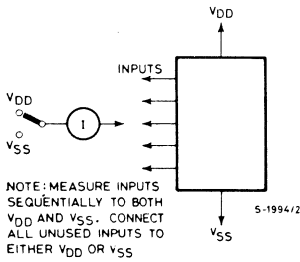 VDD
INPUTS
VDD
I
VSS
NOTE: MEASURE INPUTS
SEQUENTIALLY TO BOTH
VDD AND VSS. CONNECT
ALL UNUSED INPUTS TO
EITHER VDD OR VSS
VSS
S-1994/2